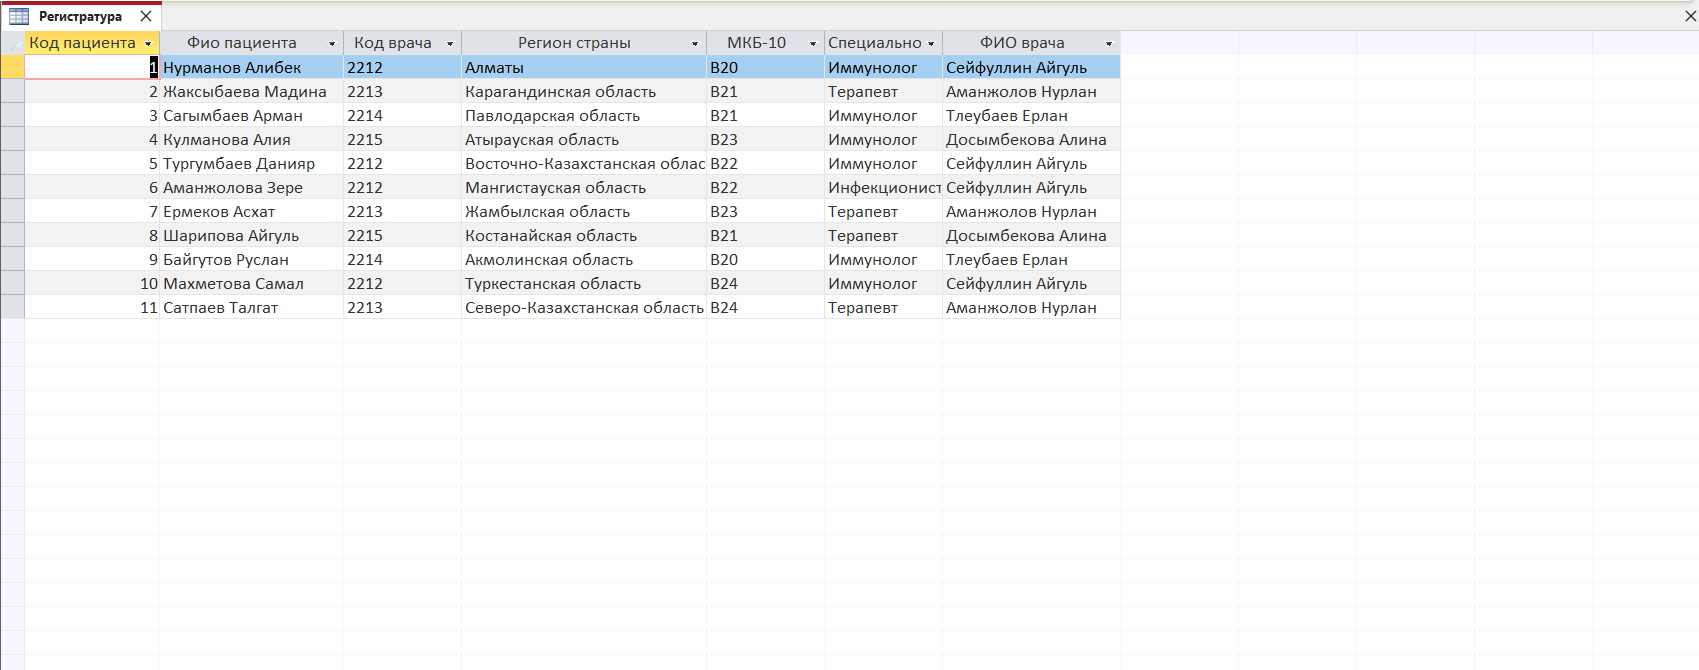 Регистратура
Код пациента Фио пациента Код врача Регион страны МКБ-10 Специально ФИО врача
1 Нурманов Алибек 2212 Алматы B20 Иммунолог Сейфуллин Айгуль
2 Жаксыбаева Мадина 2213 Карагандинская область B21 Терапевт Аманжолов Нурлан
3 Сагымбаев Арман 2214 Павлодарская область B21 Иммунолог Тлеубаев Ерлан
4 Кулманова Алия 2215 Атырауская область B23 Иммунолог Досымбекова Алина
5 Тургумбаев Данияр 2212 Восточно-Казахстанская облас B22 Иммунолог Сейфуллин Айгуль
6 Аманжолова Зере 2212 Мангистауская область B22 Инфекционист Сейфуллин Айгуль
7 Ермеков Асхат 2213 Жамбылская область B23 Терапевт Аманжолов Нурлан
8 Шарипова Айгуль 2215 Костанайская область B21 Терапевт Досымбекова Алина
9 Байгутов Руслан 2214 Акмолинская область B20 Иммунолог Тлеубаев Ерлан
10 Махметова Самал 2212 Туркестанская область B24 Иммунолог Сейфуллин Айгуль
11 Сатпаев Талгат 2213 Северо-Казахстанская область B24 Терапевт Аманжолов Нурлан